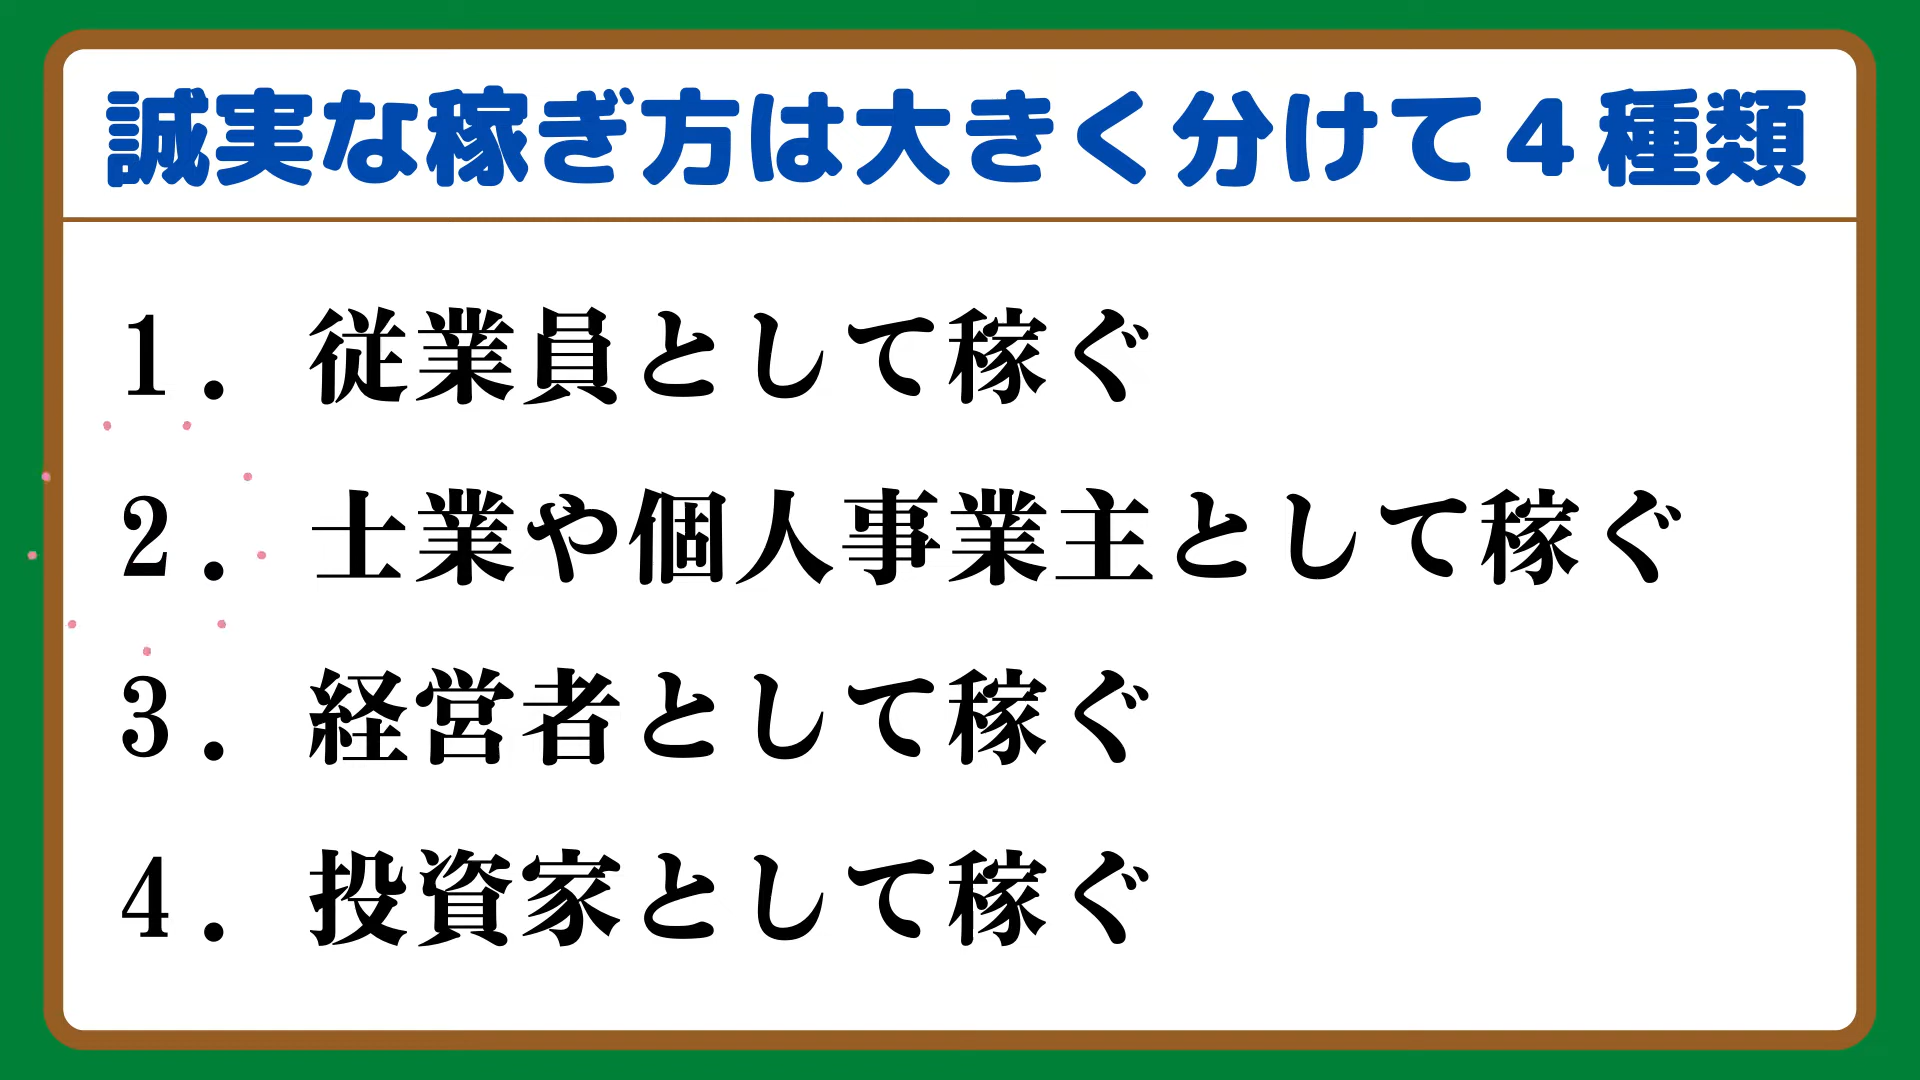 誠実な稼ぎ方は大きく分けて４種類
１．従業員として稼ぐ
２．士業や個人事業主として稼ぐ
３．経営者として稼ぐ
４．投資家として稼ぐ